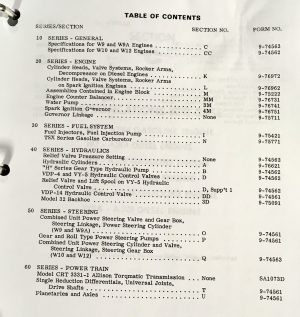 TABLE OF CONTENTS
SERIES/SECTION SECTION NO. FORM NO.
10 SERIES - GENERAL
Specifications for W9 and W9A Engines C 9-74563
Specifications for W10 and W12 Engines CC 9-74563
20 SERIES - ENGINE
Cylinder Heads, Valve Systems, Rocker Arms,
Decompressor on Diesel Engines K 9-76972
Cylinder Heads, Valve Systems, Rocker Arms
on Spark Ignition Engines L 9-76962
Assemblies Contained in Engine Block M 9-75222
Engine Counter Balancer MM 9-76731
Water Pump 3M 9-76741
Spark Ignition Governor 4M 9-76751
Governor Linkage None 9-76711
30 SERIES - FUEL SYSTEM
Fuel Injectors, Fuel Injection Pump I 9-75421
TSX Series Gasoline Carburetor N 9-75771
40 SERIES - HYDRAULICS
Relief Valve Pressure Setting None 9-74563
Hydraulic Cylinders A 9-76621
"H" Series Gear Type Hydraulic Pump B 9-74562
VDP-4 and VY-5 Hydraulic Control Valves D 9-74563
Relief Valve and Lift Spool on VY-5 Hydraulic
Control Valve D, Supp't 1 9-74562
VDP-14 Hydraulic Control Valve DD 9-74561
Model 32 Backhoe 3D 9-75091
50 SERIES - STEERING
Combined Unit Power Steering Valve and Gear Box,
Steering Linkage, Power Steering Cylinder
(W9 and W9A) O 9-74561
Gear and Roll Type Power Steering Pumps P 9-74561
Combined Unit Power Steering Cylinder and Valve,
Steering Linkage, Steering Gear Box
(W10 and W12) Q 9-74563
60 SERIES - POWER TRAIN
Model CRT 3331-1 Allison Torqmatic Transmission None SA1073D
Single Reduction Differentials, Universal Joints,
Drive Shafts T 9-74561
Planetaries and Axles U 9-74561